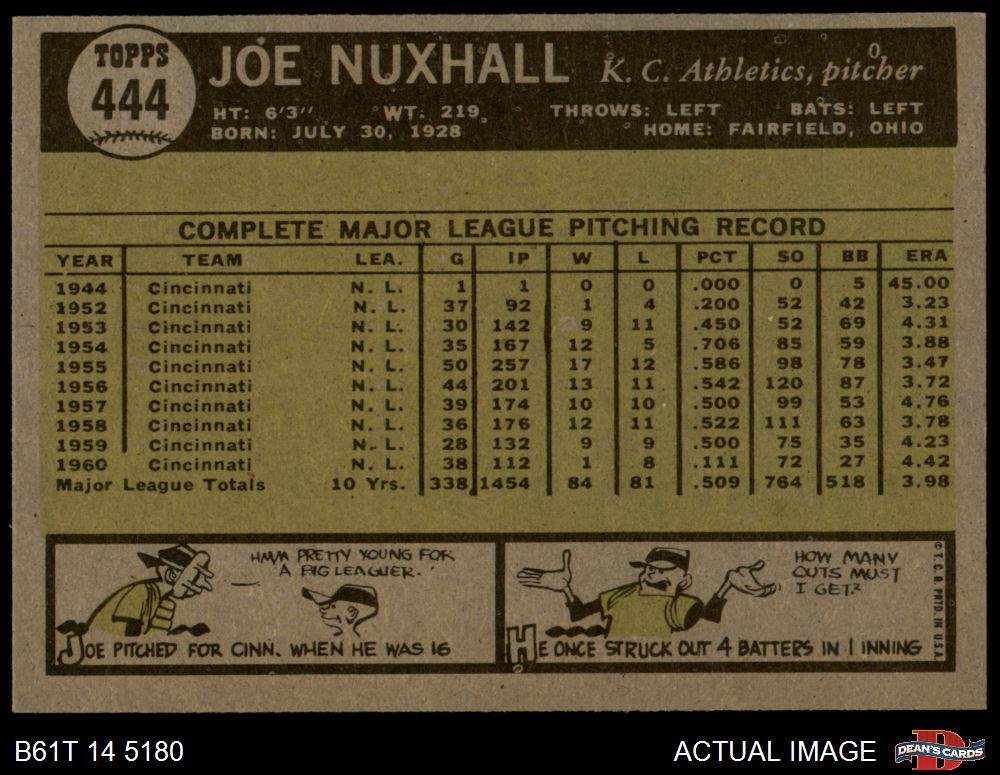 TOPPS
444
JOE NUXHALL K. C. Athletics, pitcher
HT: 6'3" WT: 219 THROWS: LEFT BATS: LEFT
BORN: JULY 30, 1928 HOME: FAIRFIELD, OHIO
COMPLETE MAJOR LEAGUE PITCHING RECORD
YEAR TEAM LEA. G IP W L PCT SO BB ERA
1944 Cincinnati N. L. 1 1 0 0 .000 0 5 45.00
1952 Cincinnati N. L. 37 92 1 4 .200 52 42 3.23
1953 Cincinnati N. L. 30 142 9 11 .450 52 69 4.31
1954 Cincinnati N. L. 35 167 12 5 .706 85 59 3.88
1955 Cincinnati N. L. 50 257 17 12 .586 98 78 3.47
1956 Cincinnati N. L. 44 201 13 11 .542 120 87 3.72
1957 Cincinnati N. L. 39 174 10 10 .500 99 53 4.76
1958 Cincinnati N. L. 36 176 12 11 .522 111 63 3.78
1959 Cincinnati N. L. 28 132 9 9 .500 75 35 4.23
1960 Cincinnati N. L. 38 112 1 8 .111 72 27 4.42
Major League Totals 10 Yrs. 338 1454 84 81 .509 764 518 3.98
HMM PRETTY YOUNG FOR
A BIG LEAGUER.
JOE PITCHED FOR CINN. WHEN HE WAS 16
HOW MANY
OUTS MUST
I GET?
HE ONCE STRUCK OUT 4 BATTERS IN 1 INNING
© T. C. G. PRTD. IN U.S.A.
B61T 14 5180 ACTUAL IMAGE
DEAN'S CARDS